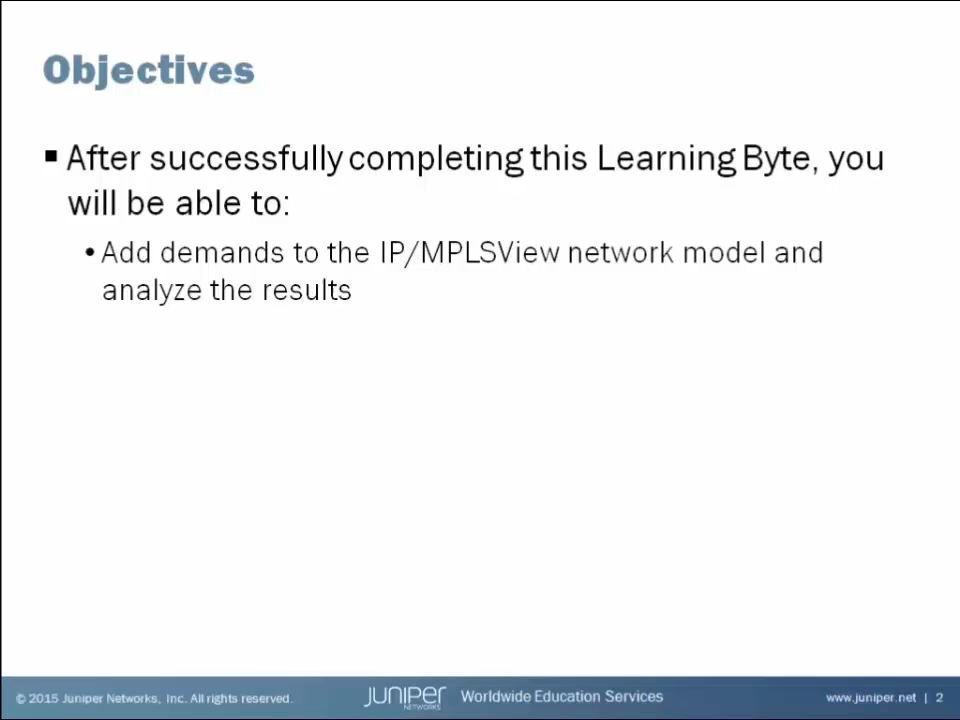 Objectives
▪ After successfully completing this Learning Byte, you
will be able to:
• Add demands to the IP/MPLSView network model and
analyze the results
© 2015 Juniper Networks, Inc. All rights reserved. JUNIPER NETWORKS Worldwide Education Services www.juniper.net | 2